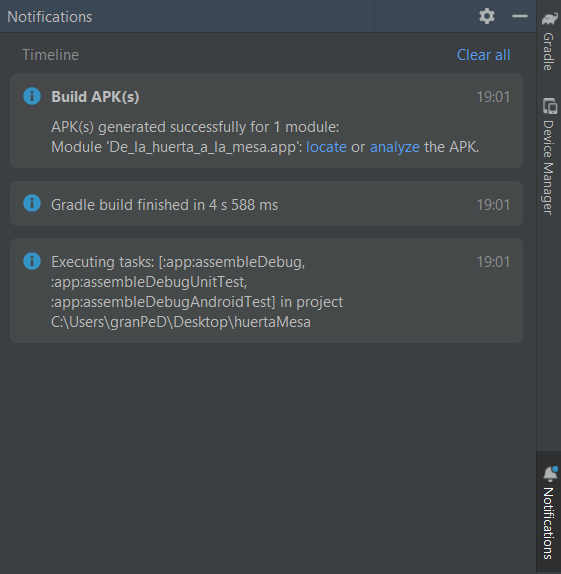 Notifications
Timeline
Clear all
Build APK(s)
19:01
APK(s) generated successfully for 1 module:
Module 'De_la_huerta_a_la_mesa.app': locate or analyze the APK.
Gradle build finished in 4 s 588 ms
19:01
Executing tasks: [:app:assembleDebug,
19:01
:app:assembleDebugUnitTest,
:app:assembleDebugAndroidTest] in project
C:\Users\granPeD\Desktop\huertaMesa
Gradle
Device Manager
Notifications